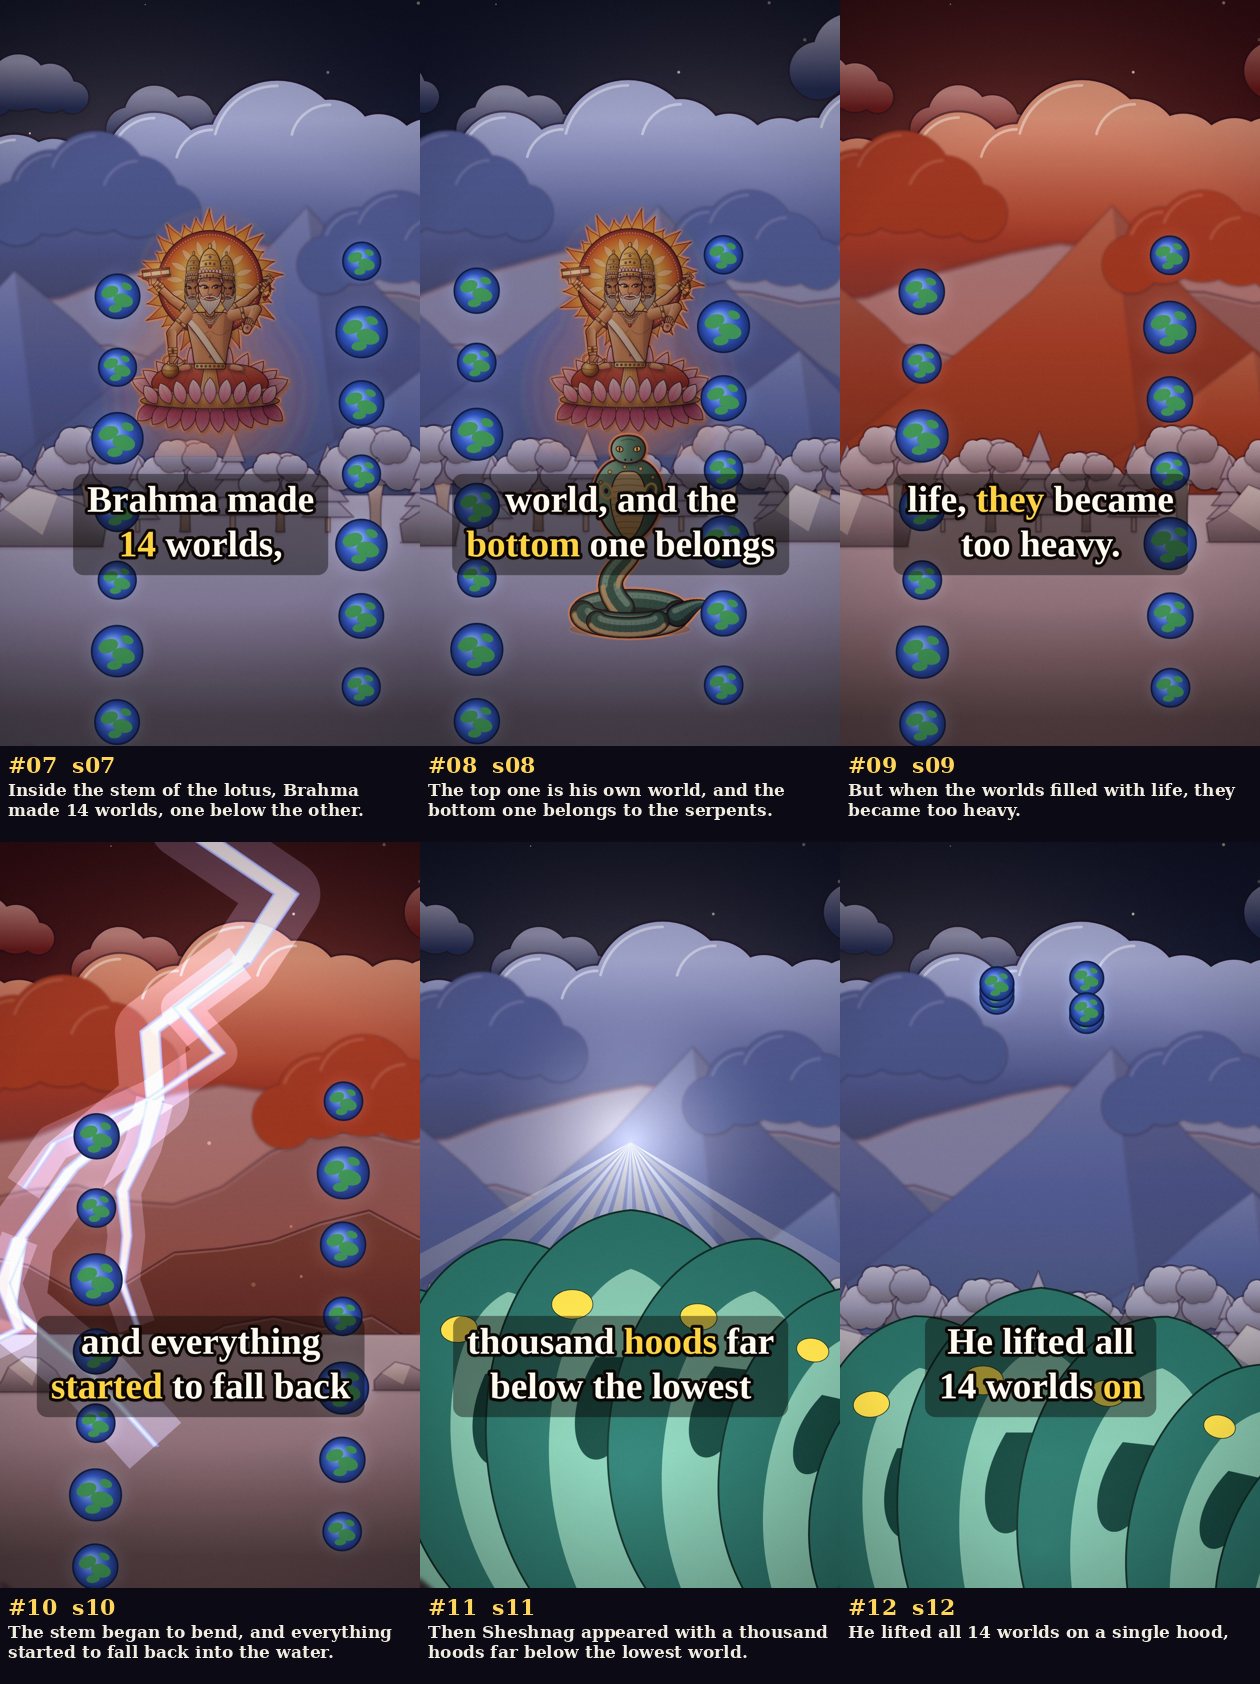 Brahma made
14 worlds,
#07 s07
Inside the stem of the lotus, Brahma
made 14 worlds, one below the other.
world, and the
bottom one belongs
#08 s08
The top one is his own world, and the
bottom one belongs to the serpents.
life, they became
too heavy.
#09 s09
But when the worlds filled with life, they
became too heavy.
and everything
started to fall back
#10 s10
The stem began to bend, and everything
started to fall back into the water.
thousand hoods far
below the lowest
#11 s11
Then Sheshnag appeared with a thousand
hoods far below the lowest world.
He lifted all
14 worlds on
#12 s12
He lifted all 14 worlds on a single hood,